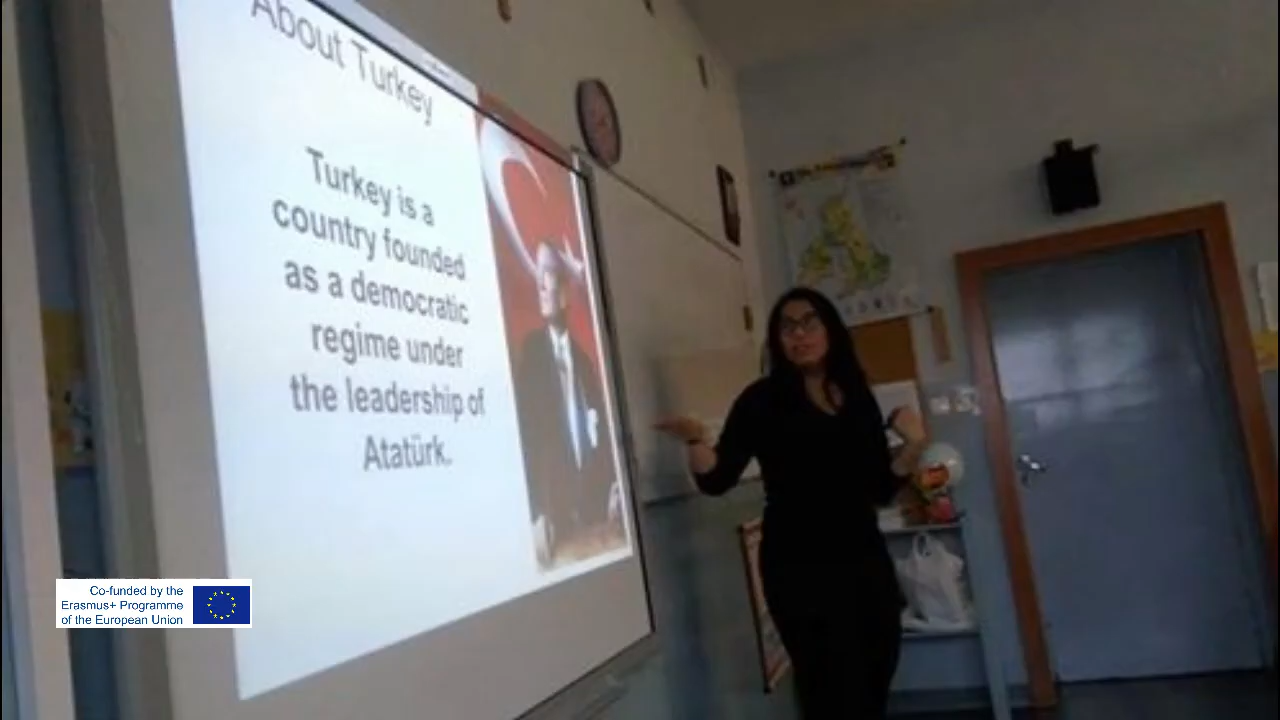 About Turkey
Turkey is a
country founded
as a democratic
regime under
the leadership of
Atatürk.
Co-funded by the
Erasmus+ Programme
of the European Union